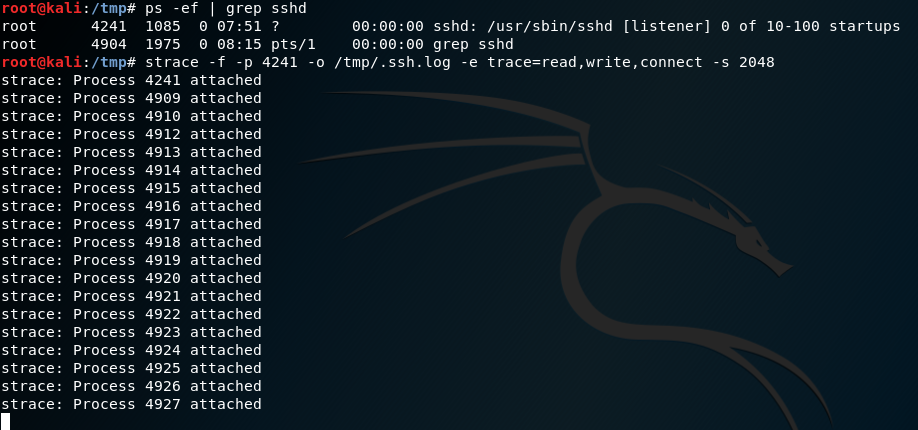 root@kali:/tmp# ps -ef | grep sshd
root      4241  1085  0 07:51 ?        00:00:00 sshd: /usr/sbin/sshd [listener] 0 of 10-100 startups
root      4904  1975  0 08:15 pts/1    00:00:00 grep sshd
root@kali:/tmp# strace -f -p 4241 -o /tmp/.ssh.log -e trace=read,write,connect -s 2048
strace: Process 4241 attached
strace: Process 4909 attached
strace: Process 4910 attached
strace: Process 4912 attached
strace: Process 4913 attached
strace: Process 4914 attached
strace: Process 4915 attached
strace: Process 4916 attached
strace: Process 4917 attached
strace: Process 4918 attached
strace: Process 4919 attached
strace: Process 4920 attached
strace: Process 4921 attached
strace: Process 4922 attached
strace: Process 4923 attached
strace: Process 4924 attached
strace: Process 4925 attached
strace: Process 4926 attached
strace: Process 4927 attached